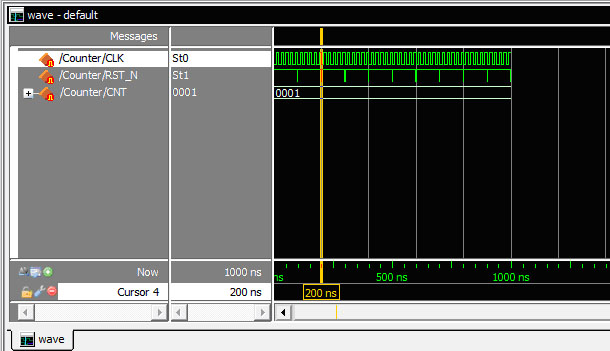 wave - default
Messages
/Counter/CLK St0
/Counter/RST_N St1
/Counter/CNT 0001 0001
Now 1000 ns ns 500 ns 1000 ns
Cursor 4 200 ns 200 ns
wave